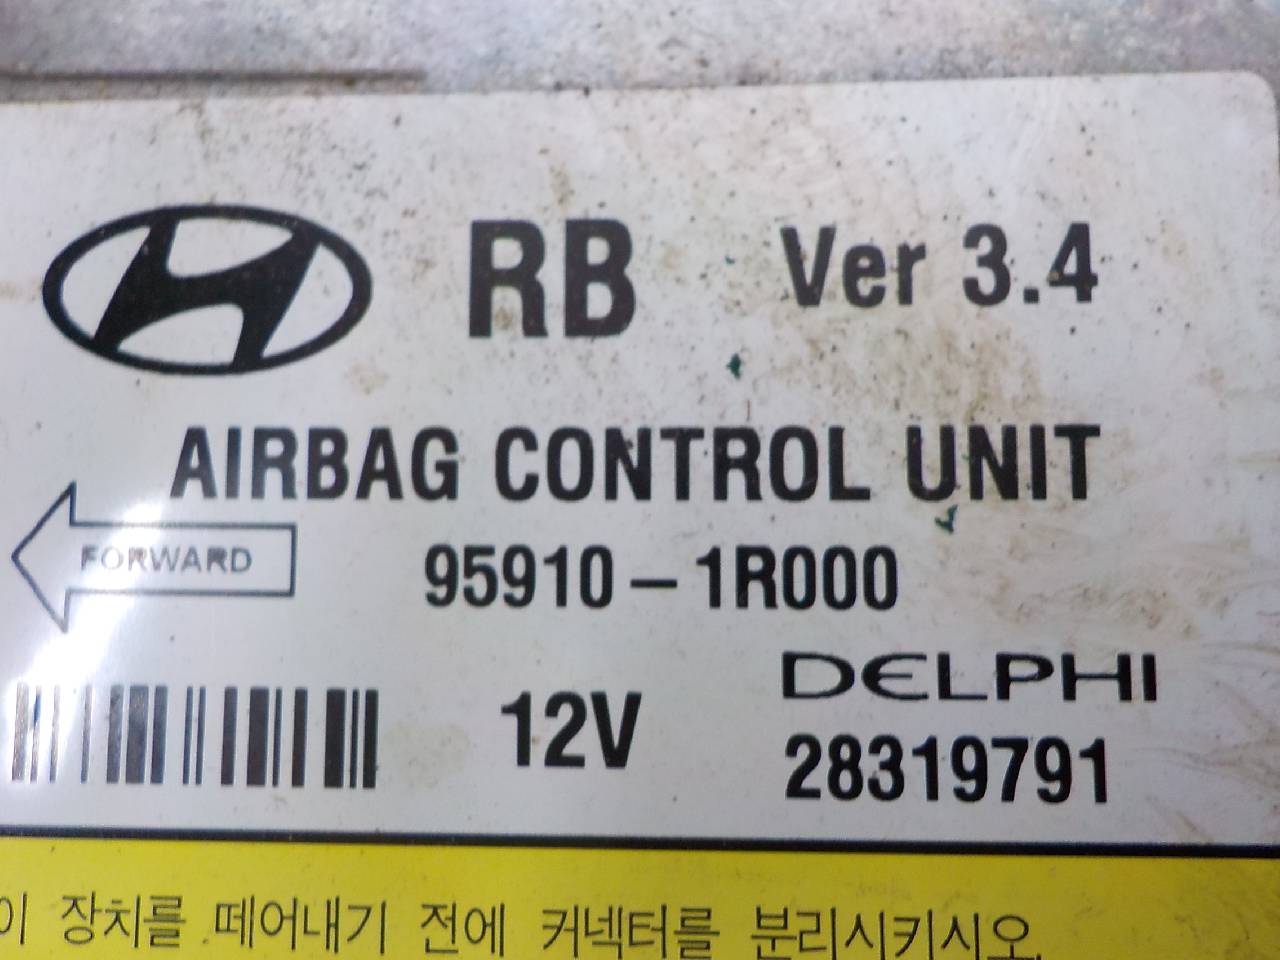 RB Ver 3.4
AIRBAG CONTROL UNIT
FORWARD
95910-1R000
12V
DELPHI
28319791
이 장치를 떼어내기 전에 커넥터를 분리시키시오.